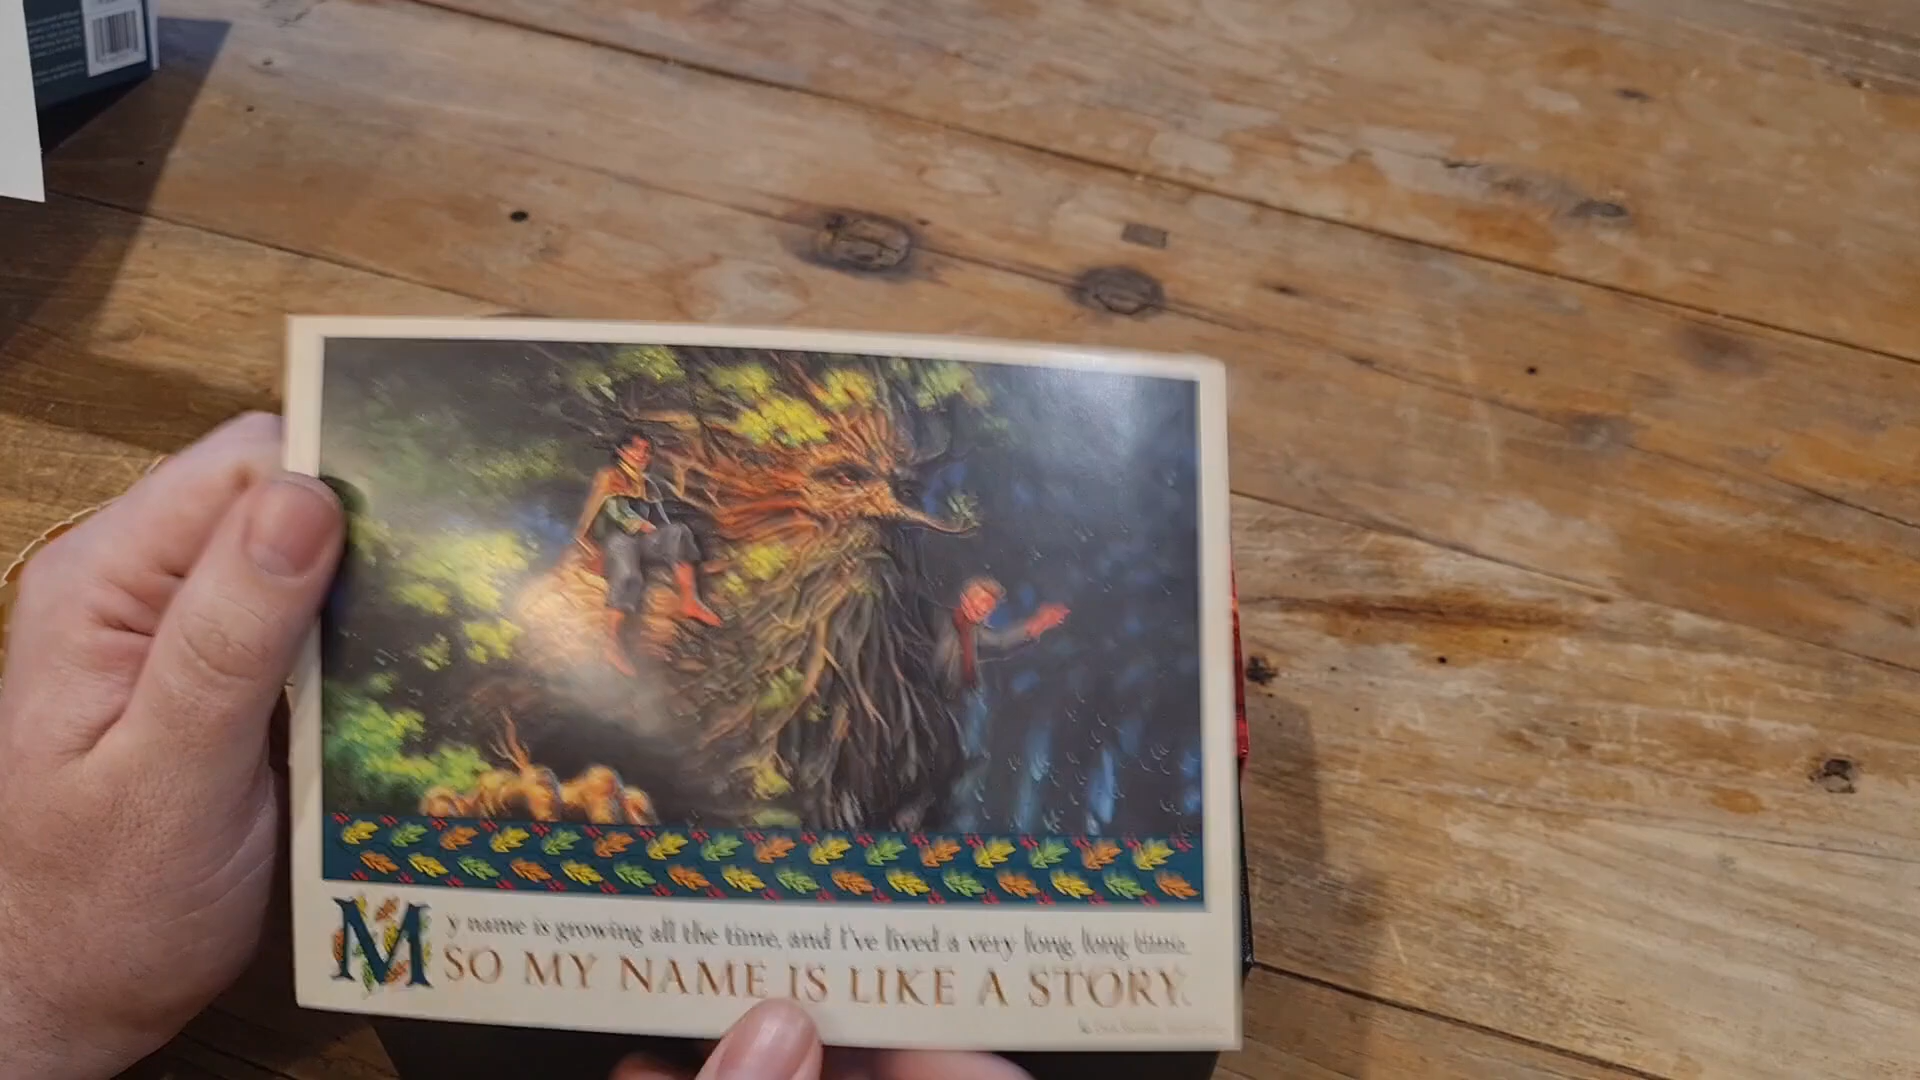 My name is growing all the time, and I've lived a very long, long time.
SO MY NAME IS LIKE A STORY.